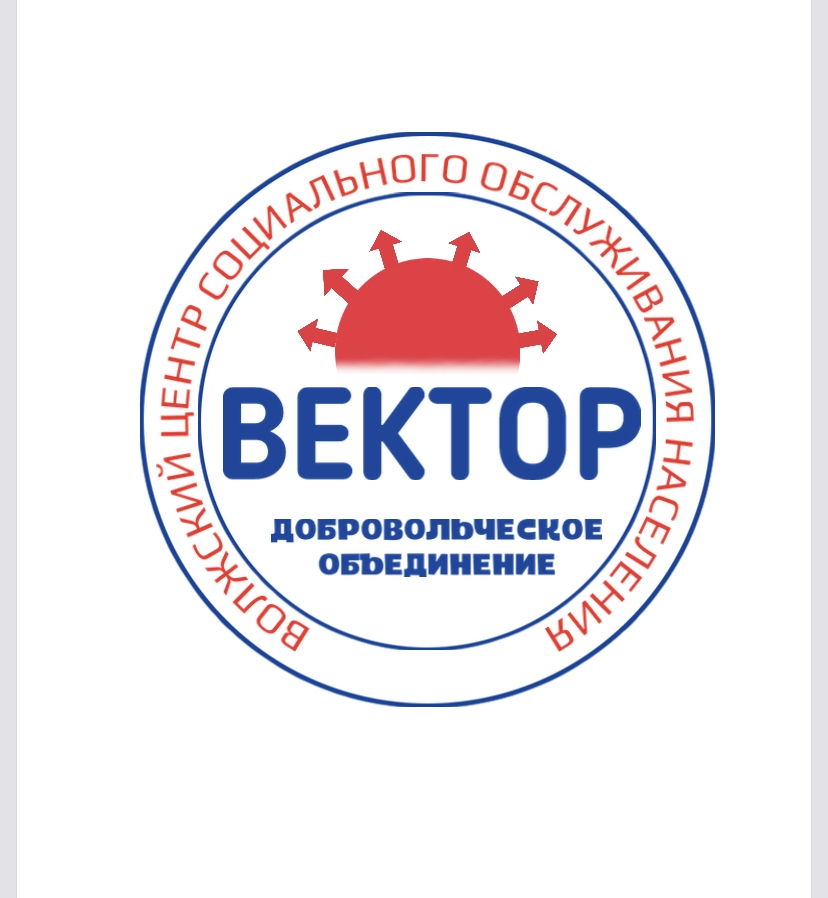 ВОЛЖСКИЙ ЦЕНТР СОЦИАЛЬНОГО ОБСЛУЖИВАНИЯ НАСЕЛЕНИЯ
ВЕКТОР
ДОБРОВОЛЬЧЕСКОЕ
ОБЪЕДИНЕНИЕ